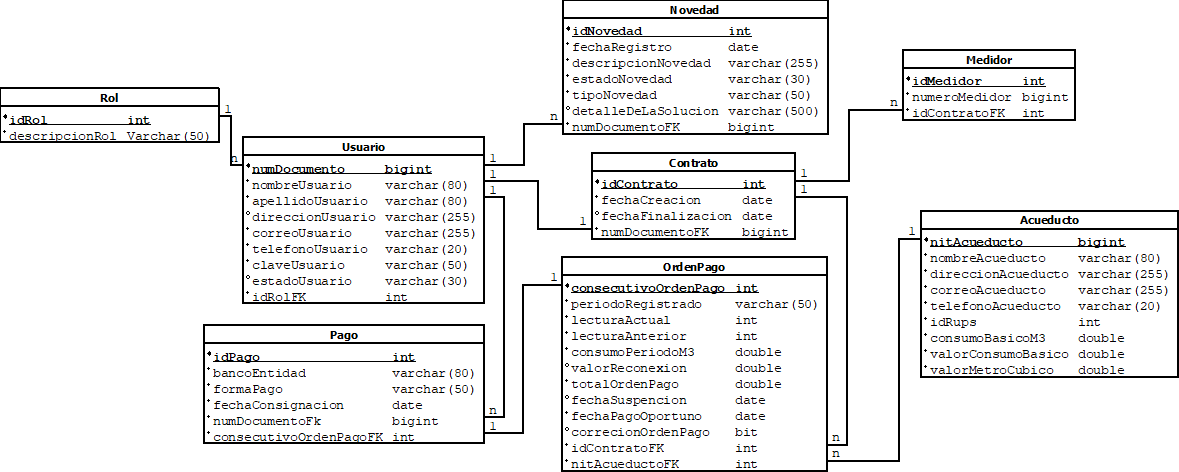 Rol
idRol int
descripcionRol Varchar(50)
1
n
Usuario
numDocumento bigint
nombreUsuario varchar(80)
apellidoUsuario varchar(80)
direccionUsuario varchar(255)
correoUsuario varchar(255)
telefonoUsuario varchar(20)
claveUsuario varchar(50)
estadoUsuario varchar(30)
idRolFK int
1
1
1
Novedad
idNovedad int
fechaRegistro date
descripcionNovedad varchar(255)
estadoNovedad varchar(30)
tipoNovedad varchar(50)
detalleDeLaSolucion varchar(500)
numDocumentoFK bigint
n
Medidor
idMedidor int
numeroMedidor bigint
idContratoFK int
n
Contrato
idContrato int
fechaCreacion date
fechaFinalizacion date
numDocumentoFK bigint
1
1
1
Acueducto
nitAcueducto bigint
nombreAcueducto varchar(80)
direccionAcueducto varchar(255)
correoAcueducto varchar(255)
telefonoAcueducto varchar(20)
idRups int
consumoBasicoM3 double
valorConsumoBasico double
valorMetroCubico double
1
OrdenPago
consecutivoOrdenPago int
periodoRegistrado varchar(50)
lecturaActual int
lecturaAnterior int
consumoPeriodoM3 double
valorReconexion double
totalOrdenPago double
fechaSuspencion date
fechaPagoOportuno date
correcionOrdenPago bit
idContratoFK int
nitAcueductoFK int
1
n
n
Pago
idPago int
bancoEntidad varchar(80)
formaPago varchar(50)
fechaConsignacion date
numDocumentoFk bigint
consecutivoOrdenPagoFK int
n
1